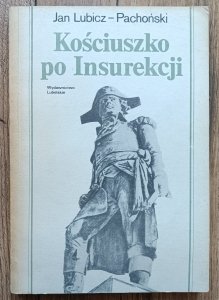 Jan Lubicz – Pachoński
Kościuszko
po Insurekcji
Wydawnictwo
Lubelskie